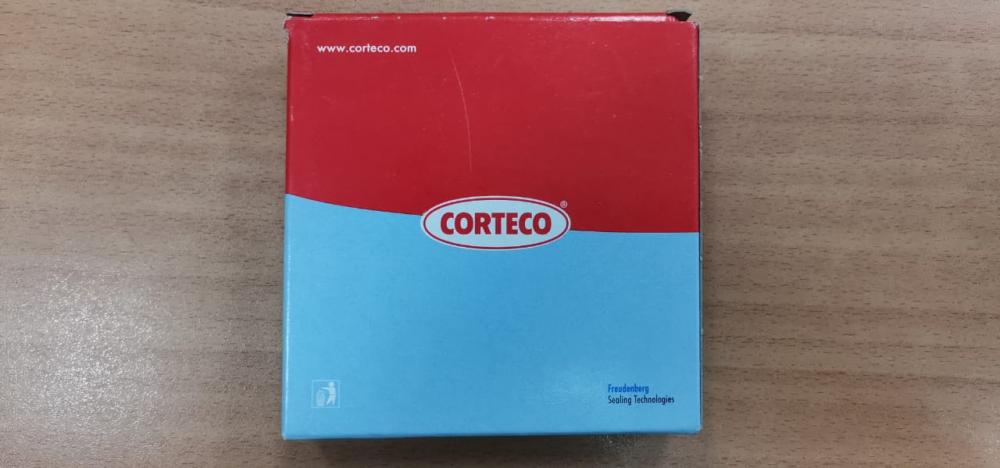 www.corteco.com
CORTECO®
Freudenberg
Sealing Technologies